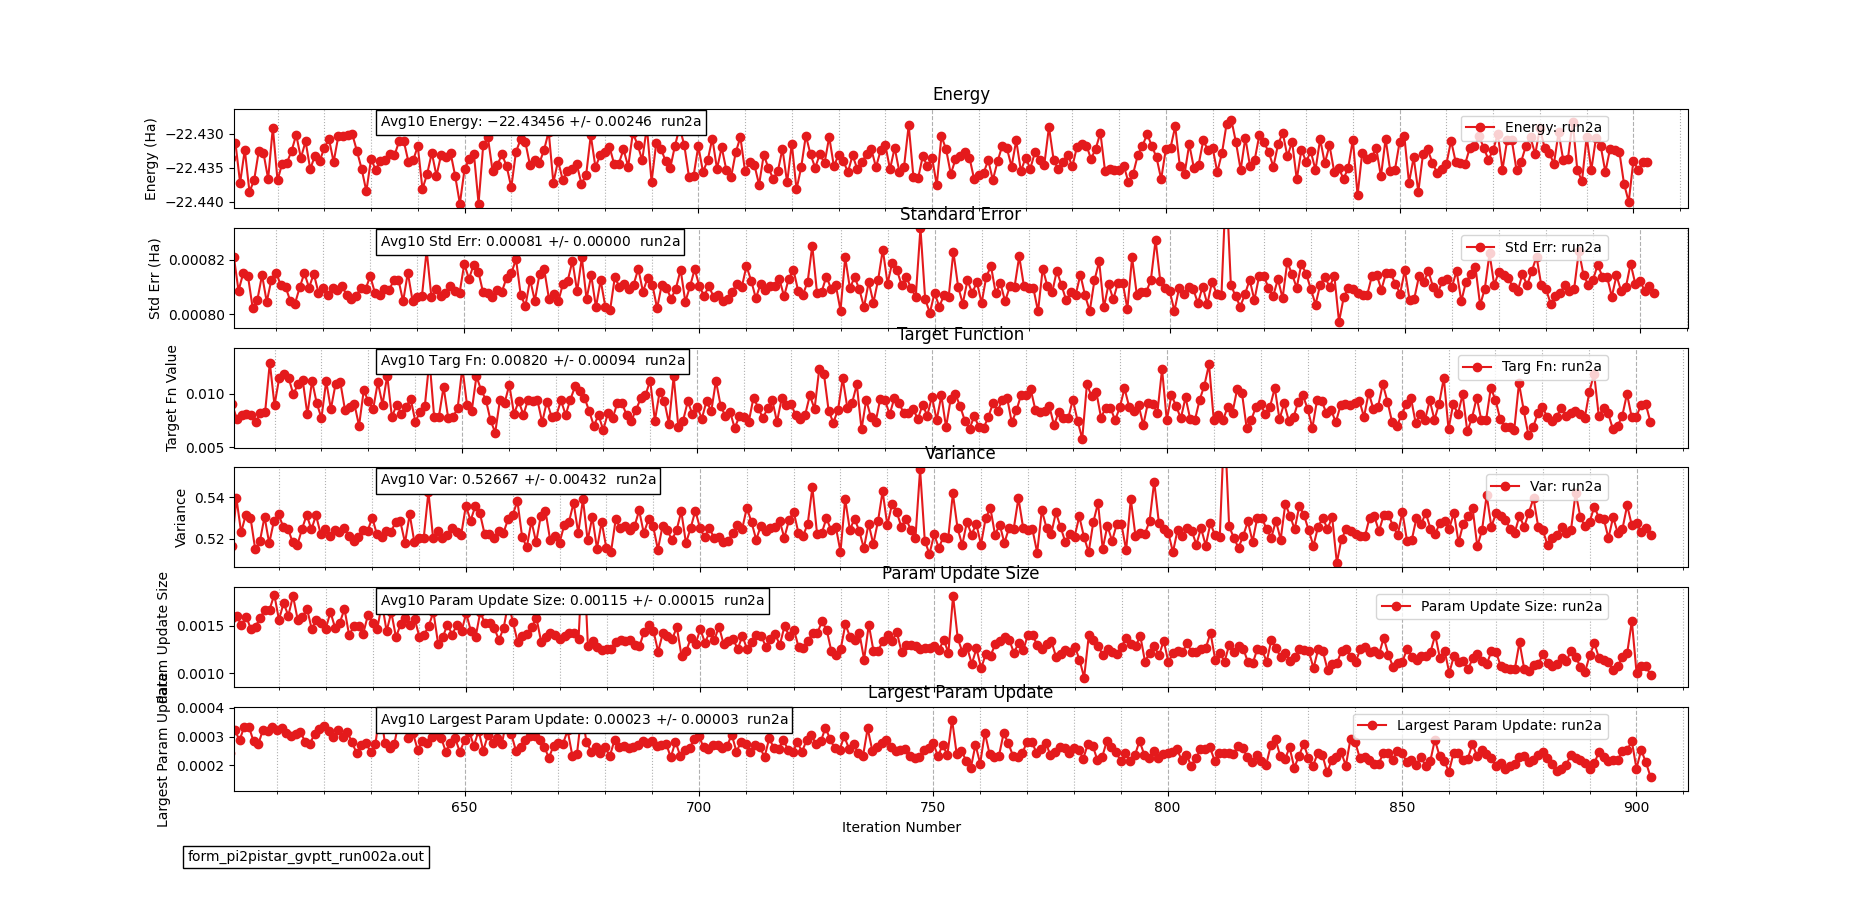 Energy
Energy (Ha)
−22.430
−22.435
−22.440
Avg10 Energy: −22.43456 +/- 0.00246 run2a
Energy: run2a
Standard Error
Std Err (Ha)
0.00082
0.00080
Avg10 Std Err: 0.00081 +/- 0.00000 run2a
Std Err: run2a
Target Function
Target Fn Value
0.010
0.005
Avg10 Targ Fn: 0.00820 +/- 0.00094 run2a
Targ Fn: run2a
Variance
Variance
0.54
0.52
Avg10 Var: 0.52667 +/- 0.00432 run2a
Var: run2a
Param Update Size
Param Update Size
0.0015
0.0010
Avg10 Param Update Size: 0.00115 +/- 0.00015 run2a
Param Update Size: run2a
Largest Param Update
Largest Param Update
0.0004
0.0003
0.0002
Avg10 Largest Param Update: 0.00023 +/- 0.00003 run2a
Largest Param Update: run2a
650 700 750 800 850 900
Iteration Number
form_pi2pistar_gvptt_run002a.out